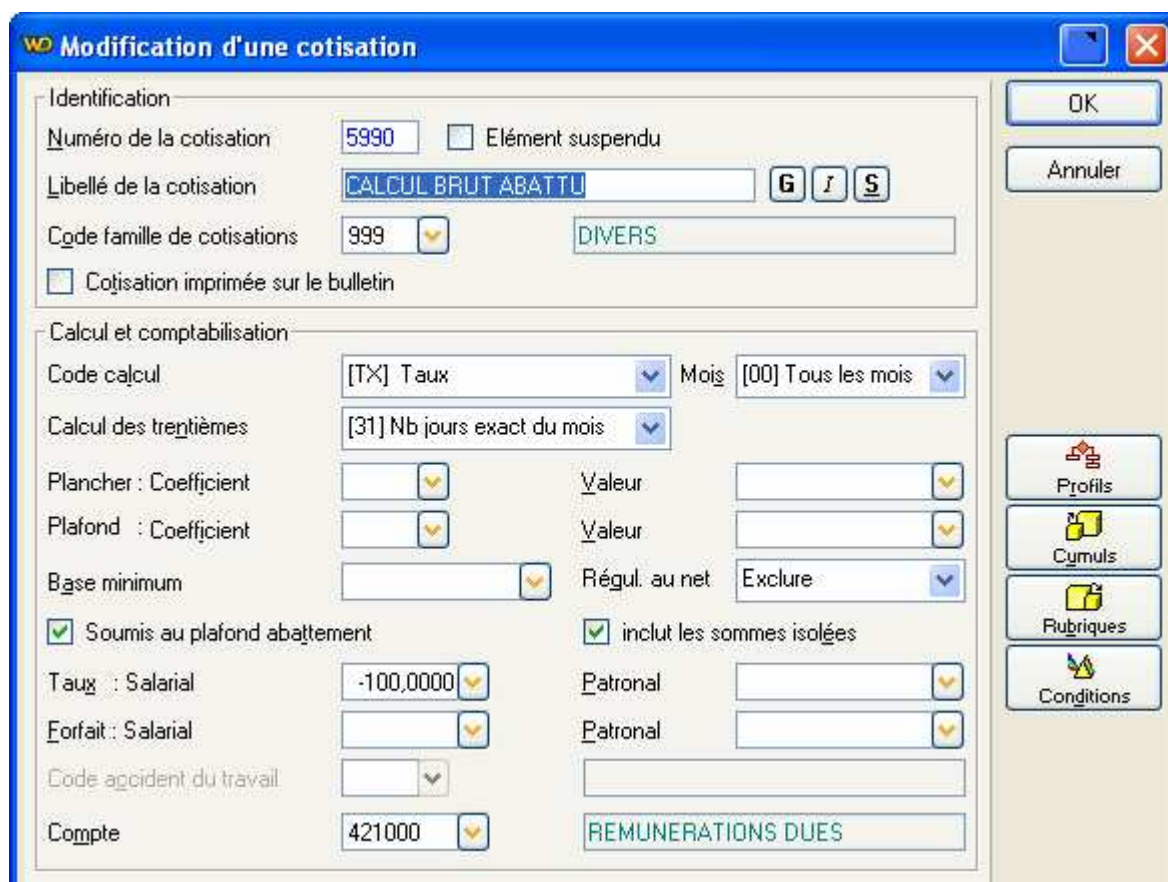 WD Modification d'une cotisation
Identification
Numéro de la cotisation 5990 Elément suspendu
Libellé de la cotisation CALCUL BRUT ABATTU G I S
Code famille de cotisations 999 DIVERS
Cotisation imprimée sur le bulletin
Calcul et comptabilisation
Code calcul [TX] Taux Mois [00] Tous les mois
Calcul des trentièmes [31] Nb jours exact du mois
Plancher : Coefficient Valeur
Plafond : Coefficient Valeur
Base minimum Régul. au net Exclure
Soumis au plafond abattement inclut les sommes isolées
Taux : Salarial -100,0000 Patronal
Forfait : Salarial Patronal
Code accident du travail
Compte 421000 REMUNERATIONS DUES
OK
Annuler
Profils
Cumuls
Rubriques
Conditions